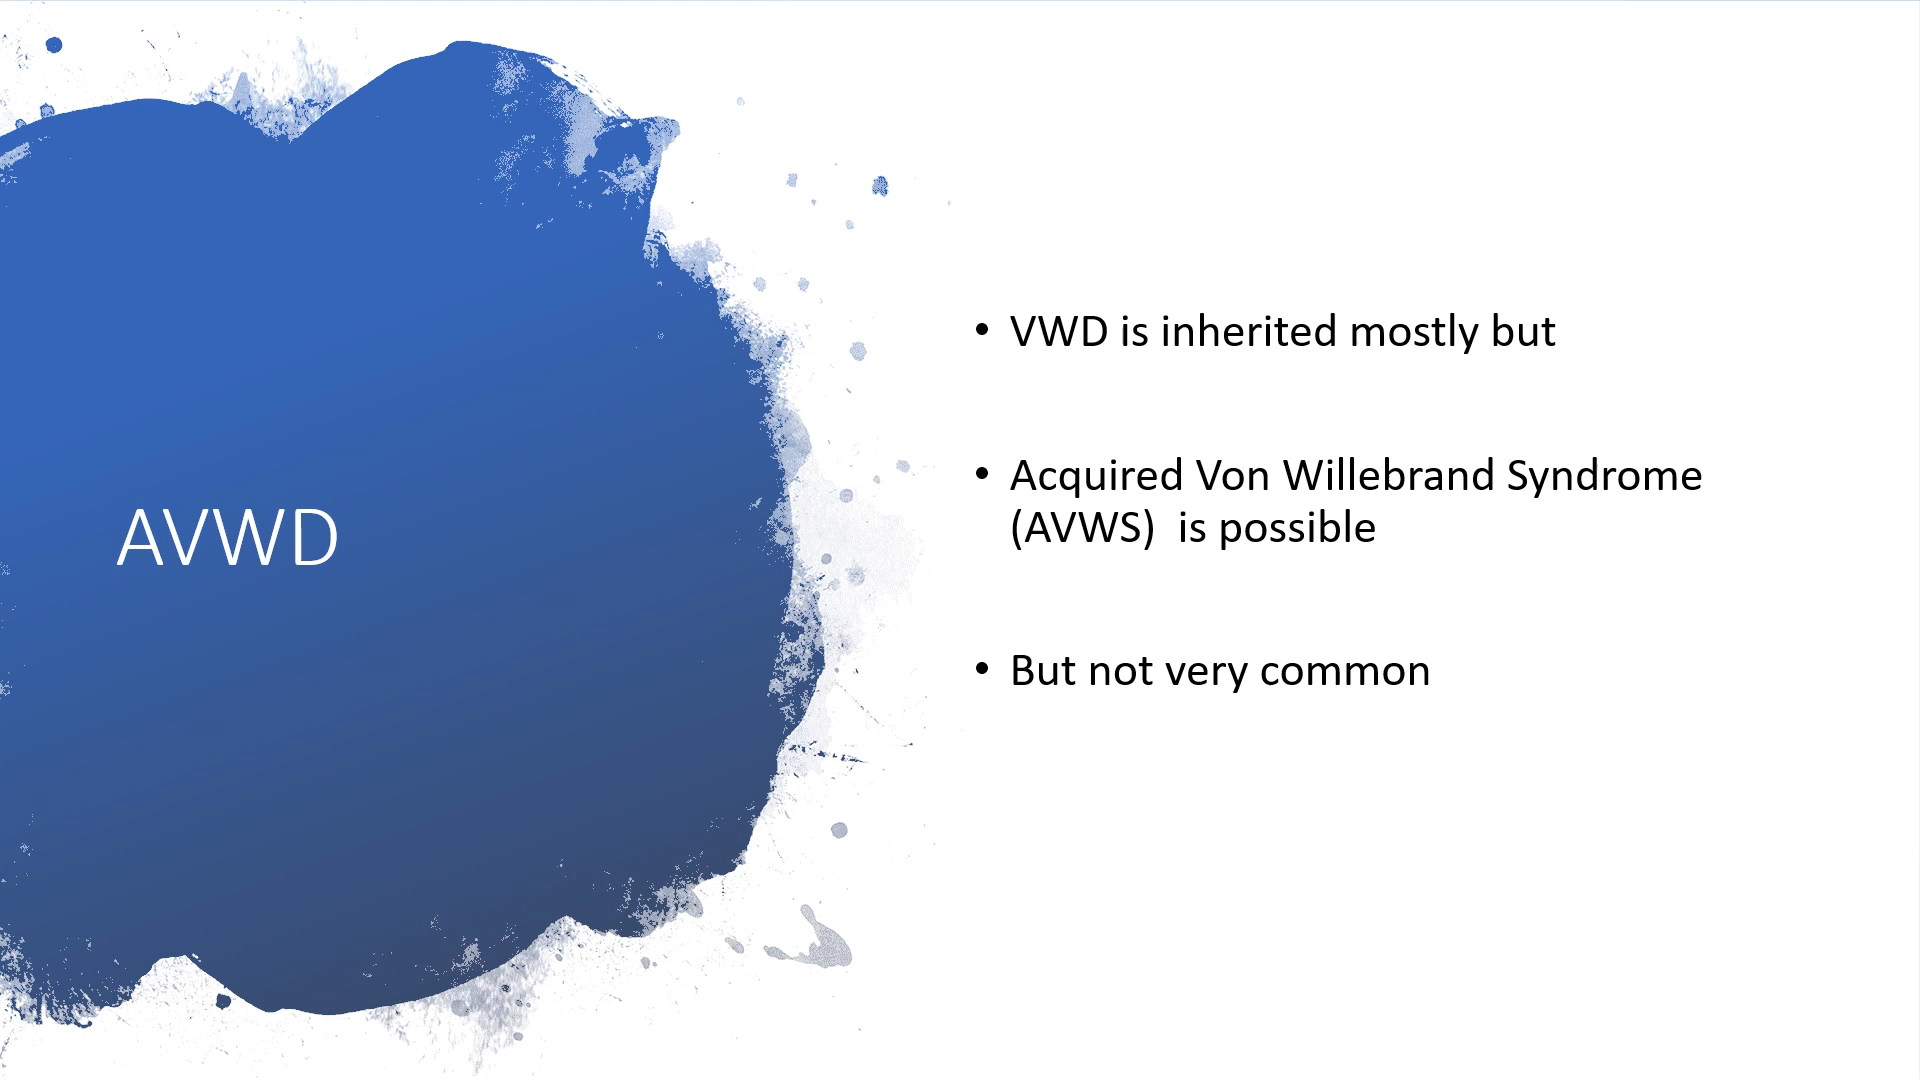 AVWD
• VWD is inherited mostly but
• Acquired Von Willebrand Syndrome
(AVWS)  is possible
• But not very common